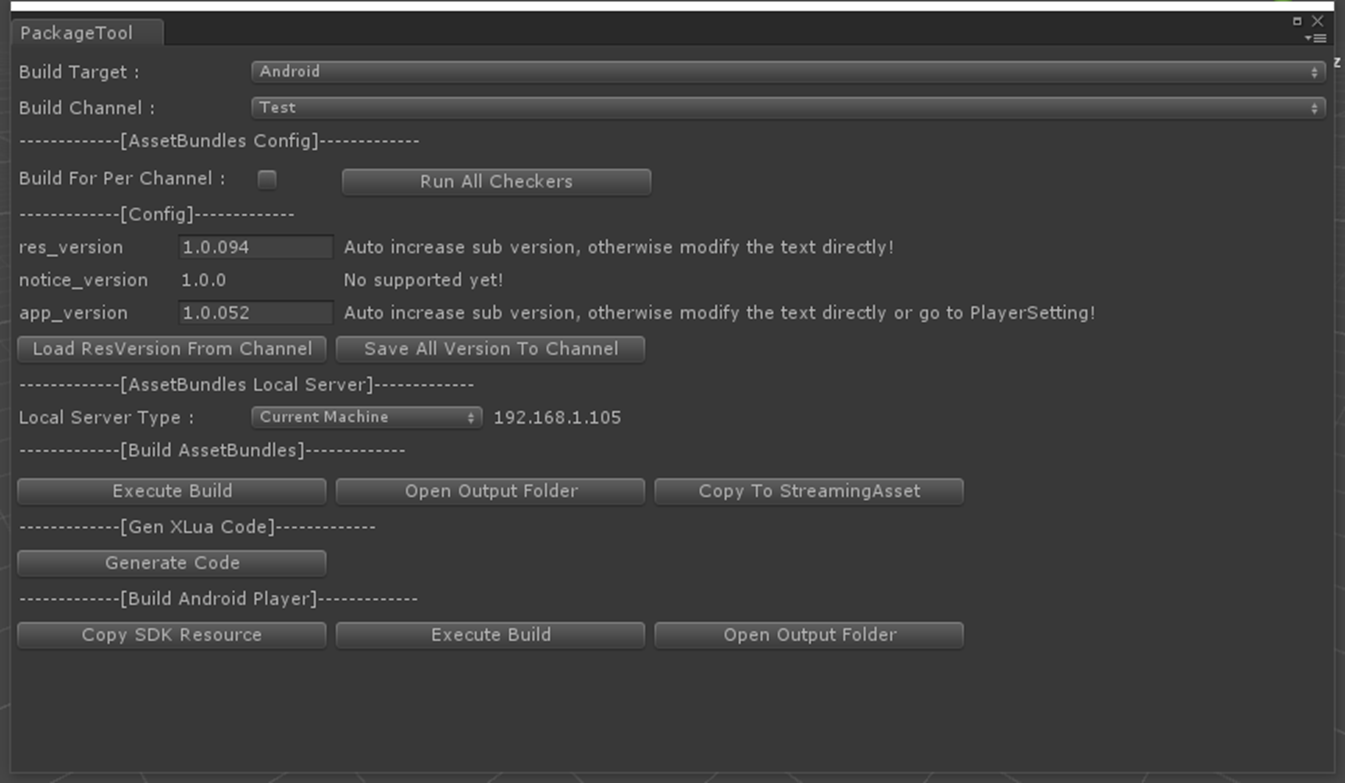 PackageTool
z
Build Target : Android
Build Channel : Test
-------------[AssetBundles Config]-------------
Build For Per Channel : Run All Checkers
-------------[Config]-------------
res_version 1.0.094 Auto increase sub version, otherwise modify the text directly!
notice_version 1.0.0 No supported yet!
app_version 1.0.052 Auto increase sub version, otherwise modify the text directly or go to PlayerSetting!
Load ResVersion From Channel Save All Version To Channel
-------------[AssetBundles Local Server]-------------
Local Server Type : Current Machine 192.168.1.105
-------------[Build AssetBundles]-------------
Execute Build Open Output Folder Copy To StreamingAsset
-------------[Gen XLua Code]-------------
Generate Code
-------------[Build Android Player]-------------
Copy SDK Resource Execute Build Open Output Folder